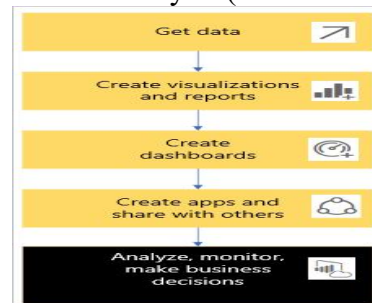 Get data
Create visualizations
and reports
Create
dashboards
Create apps and
share with others
Analyze, monitor,
make business
decisions